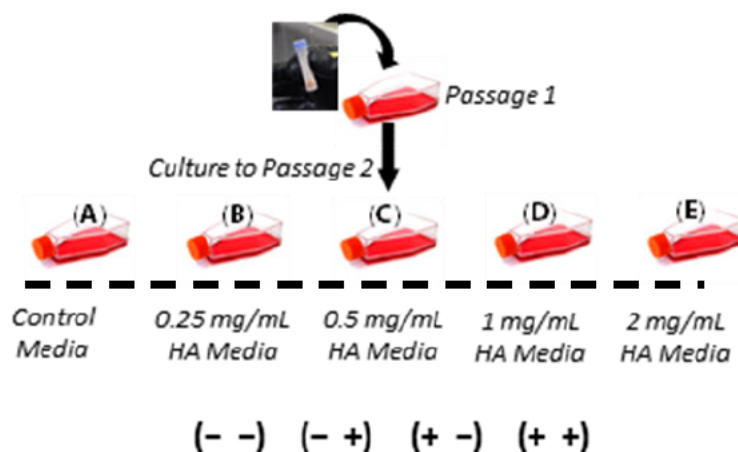 Passage 1
Culture to Passage 2
(A) (B) (C) (D) (E)
Control 0.25 mg/mL 0.5 mg/mL 1 mg/mL 2 mg/mL
Media HA Media HA Media HA Media HA Media
(– –) (– +) (+ –) (+ +)